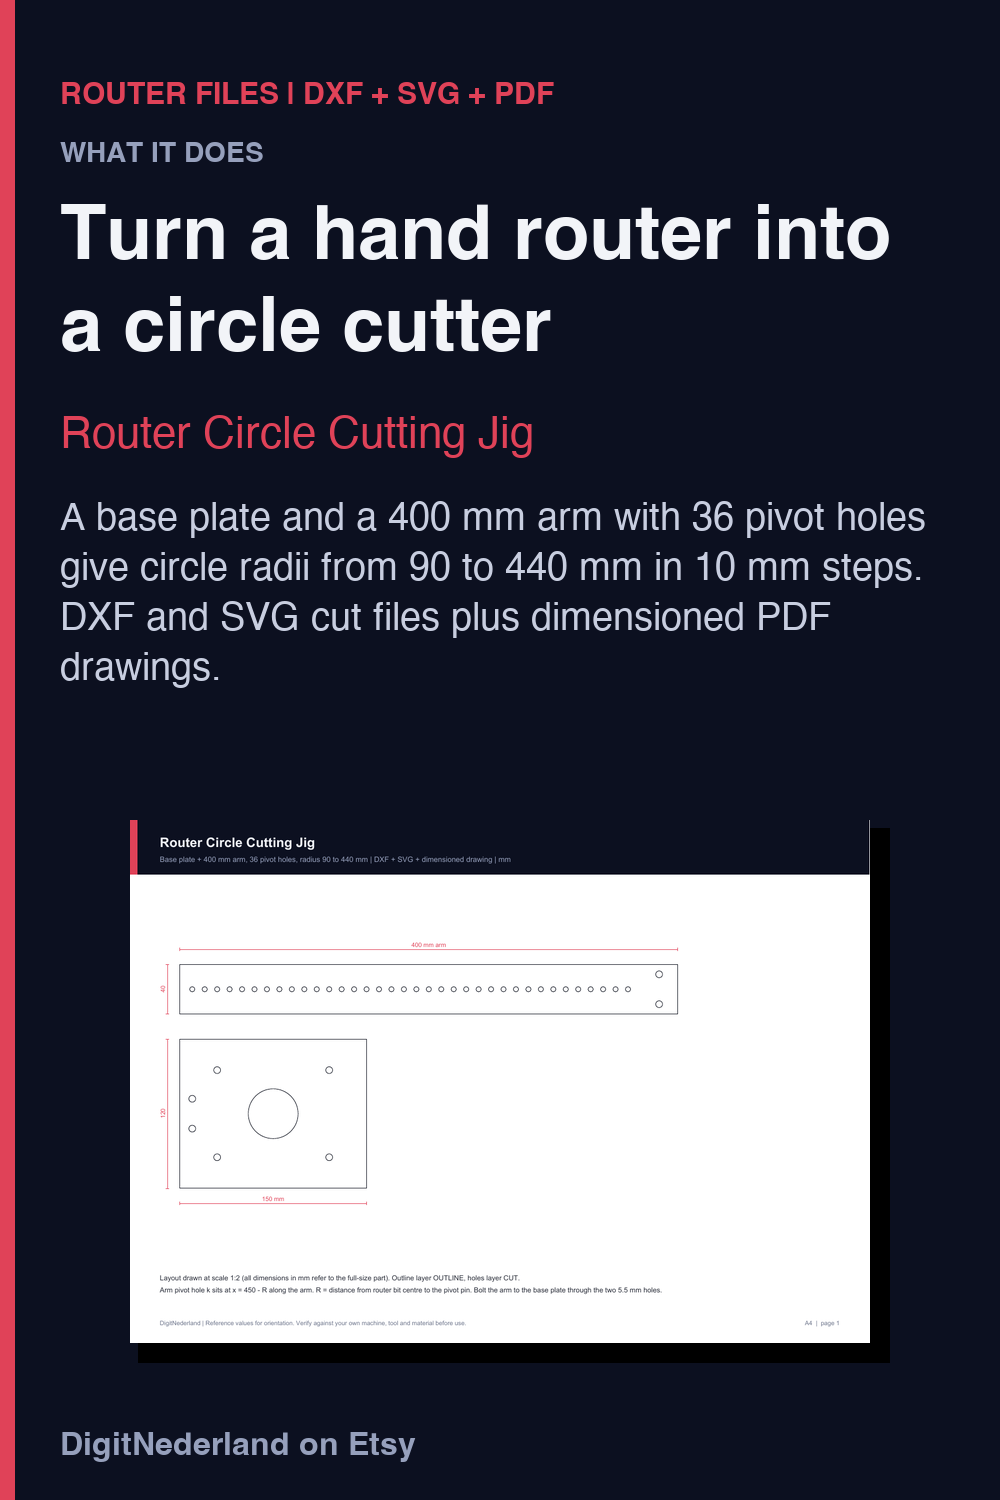 ROUTER FILES | DXF + SVG + PDF
WHAT IT DOES
Turn a hand router into
a circle cutter
Router Circle Cutting Jig
A base plate and a 400 mm arm with 36 pivot holes
give circle radii from 90 to 440 mm in 10 mm steps.
DXF and SVG cut files plus dimensioned PDF
drawings.
Router Circle Cutting Jig
Base plate + 400 mm arm, 36 pivot holes, radius 90 to 440 mm | DXF + SVG + dimensioned drawing | mm
400 mm arm
40
120
150 mm
Layout drawn at scale 1:2 (all dimensions in mm refer to the full-size part). Outline layer OUTLINE, holes layer CUT.
Arm pivot hole k sits at x = 450 - R along the arm. R = distance from router bit centre to the pivot pin. Bolt the arm to the base plate through the two 5.5 mm holes.
DigitNederland | Reference values for orientation. Verify against your own machine, tool and material before use.
A4 | page 1
DigitNederland on Etsy